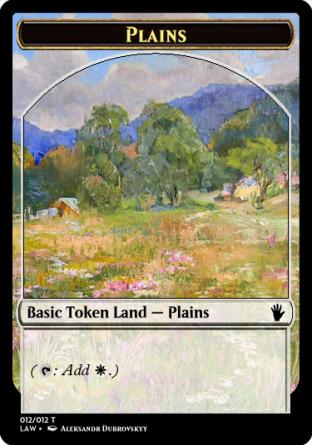 Plains
Basic Token Land — Plains
( : Add .)
012/012 T
LAW • Aleksandr Dubrovskyy